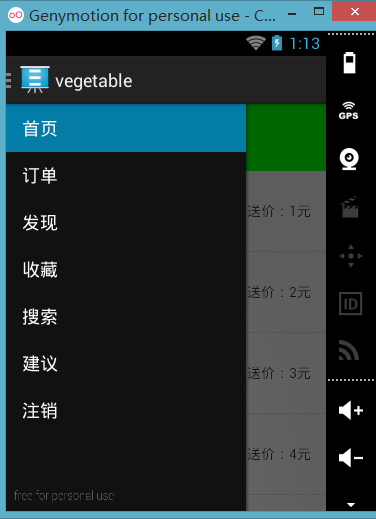 Genymotion for personal use - C...
1:13
vegetable
GPS
首页
订单
送价：1元
发现
收藏
送价：2元
ID
搜索
建议
送价：3元
注销
送价：4元
free for personal use